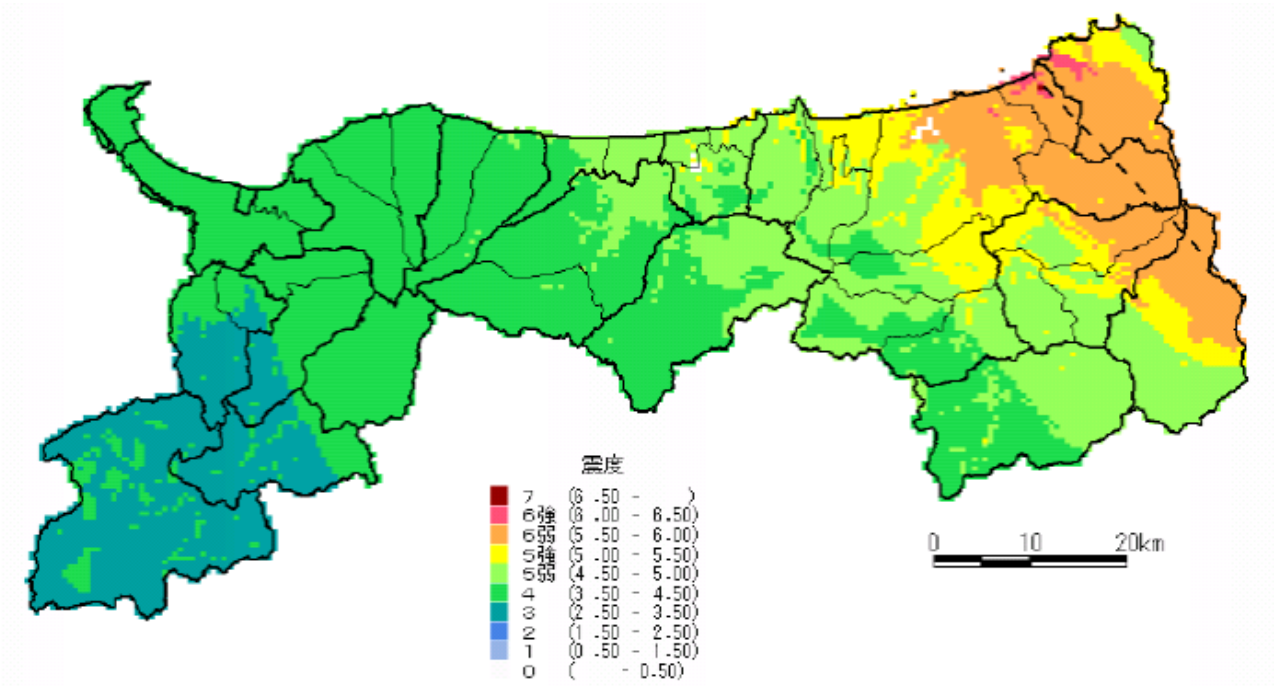 震度
7 (6.50 - )
6強 (6.00 - 6.50)
6弱 (5.50 - 6.00)
5強 (5.00 - 5.50)
5弱 (4.50 - 5.00)
4 (3.50 - 4.50)
3 (2.50 - 3.50)
2 (1.50 - 2.50)
1 (0.50 - 1.50)
0 ( - 0.50)
0 10 20km